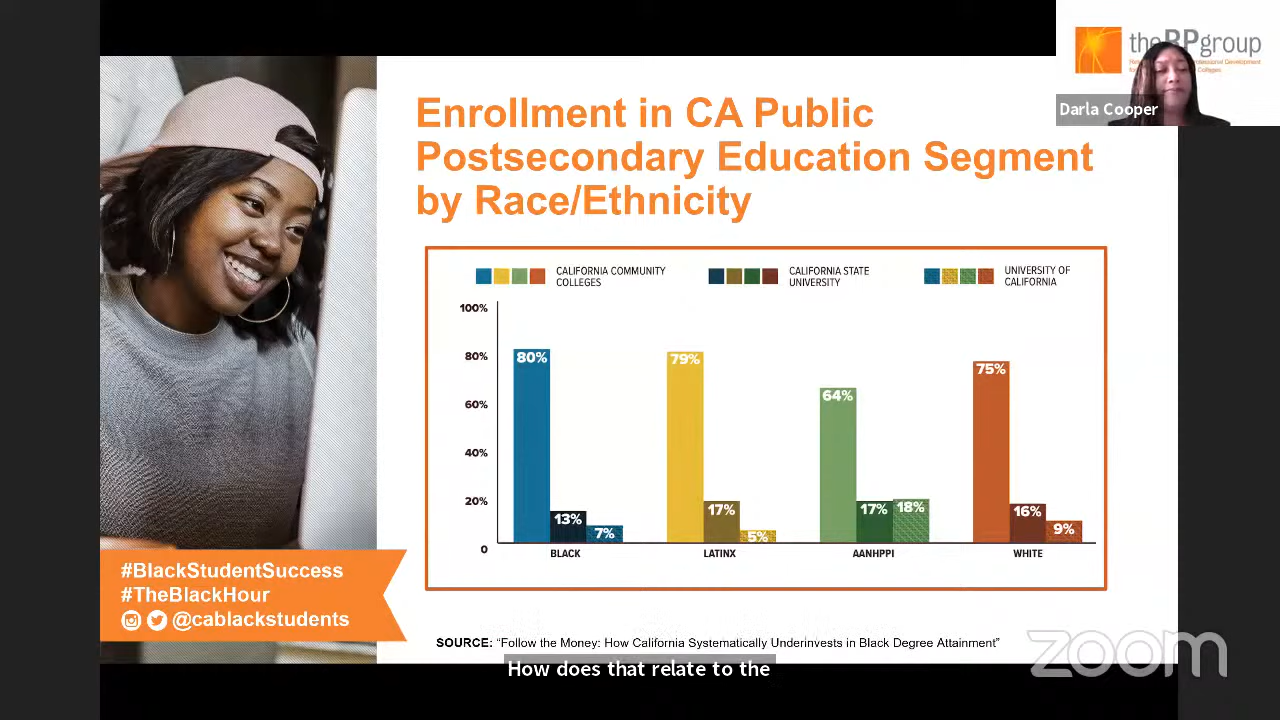 theRPgroup
Darla Cooper
Enrollment in CA Public
Postsecondary Education Segment
by Race/Ethnicity
CALIFORNIA COMMUNITY
COLLEGES
CALIFORNIA STATE
UNIVERSITY
UNIVERSITY OF
CALIFORNIA
100%
80%
60%
40%
20%
0
80%
13%
7%
79%
17%
5%
64%
17%
18%
75%
16%
9%
BLACK
LATINX
AANHPPI
WHITE
#BlackStudentSuccess
#TheBlackHour
@cablackstudents
SOURCE: “Follow the Money: How California Systematically Underinvests in Black Degree Attainment”
How does that relate to the
zoom